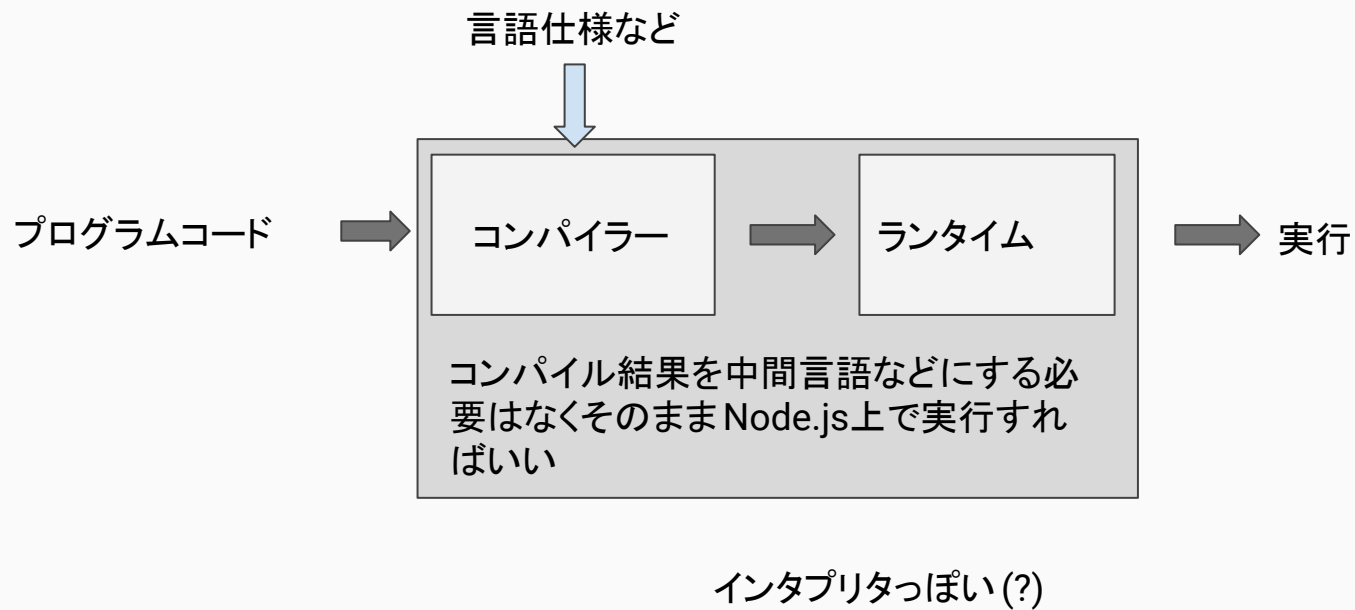 言語仕様など
プログラムコード
コンパイラー
ランタイム
実行
コンパイル結果を中間言語などにする必
要はなくそのままNode.js上で実行すれ
ばいい
インタプリタっぽい(?)